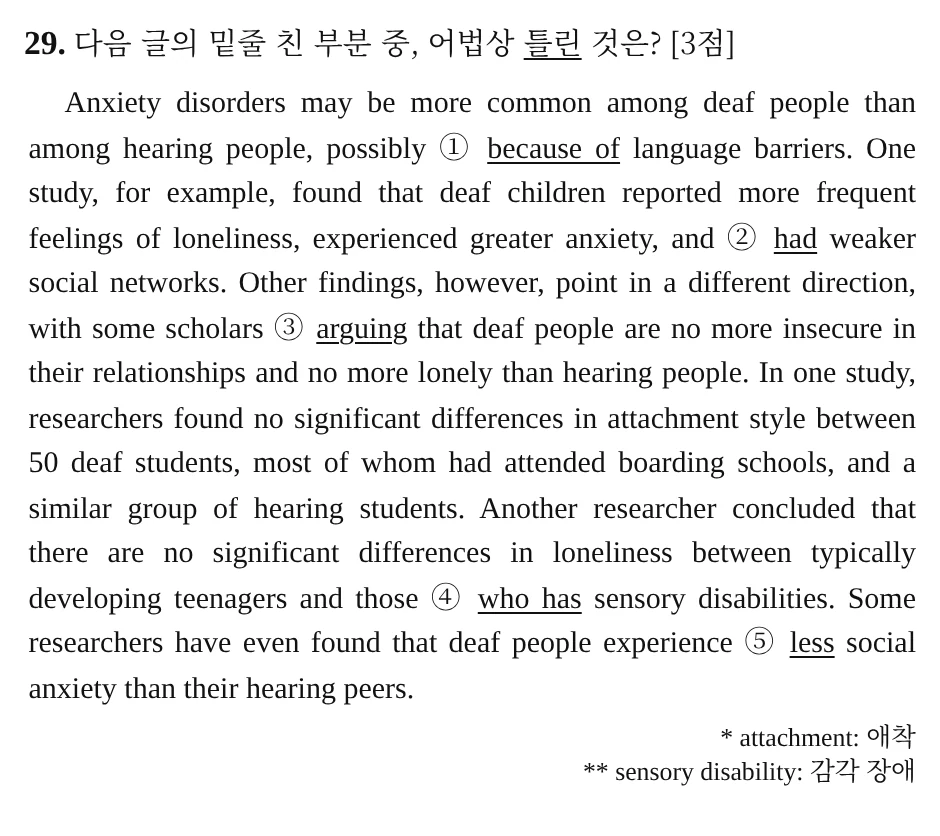 29. 다음 글의 밑줄 친 부분 중, 어법상 틀린 것은? [3점]
Anxiety disorders may be more common among deaf people than
among hearing people, possibly ① because of language barriers. One
study, for example, found that deaf children reported more frequent
feelings of loneliness, experienced greater anxiety, and ② had weaker
social networks. Other findings, however, point in a different direction,
with some scholars ③ arguing that deaf people are no more insecure in
their relationships and no more lonely than hearing people. In one study,
researchers found no significant differences in attachment style between
50 deaf students, most of whom had attended boarding schools, and a
similar group of hearing students. Another researcher concluded that
there are no significant differences in loneliness between typically
developing teenagers and those ④ who has sensory disabilities. Some
researchers have even found that deaf people experience ⑤ less social
anxiety than their hearing peers.
* attachment: 애착
** sensory disability: 감각 장애